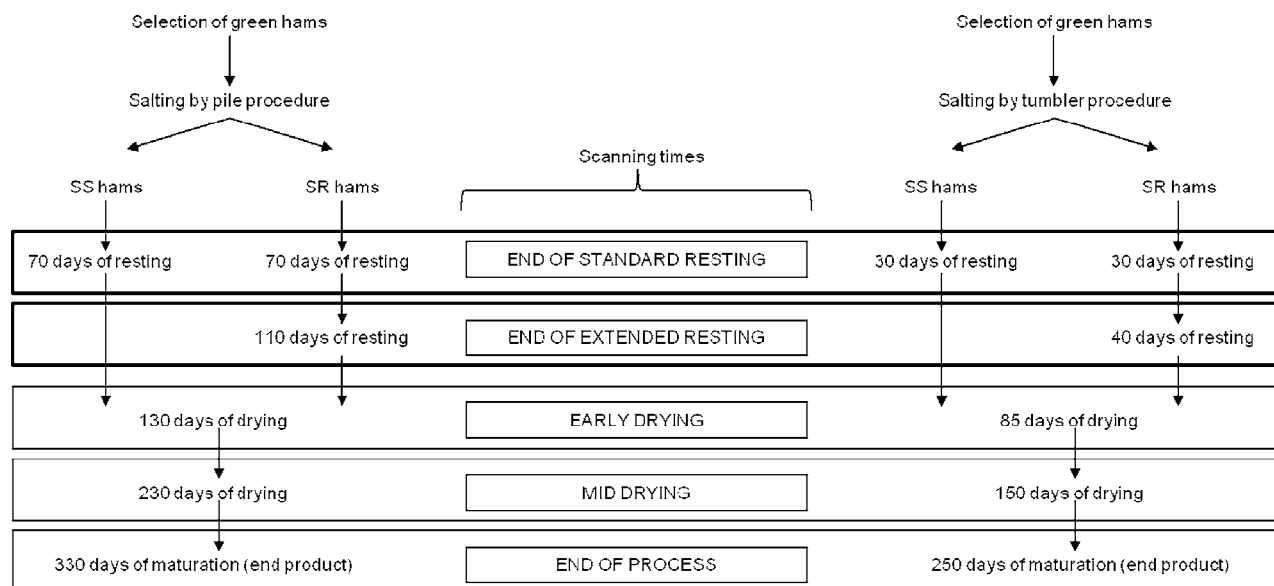 Selection of green hams
Selection of green hams
Salting by pile procedure
Salting by tumbler procedure
Scanning times
SS hams
SR hams
SS hams
SR hams
70 days of resting
70 days of resting
END OF STANDARD RESTING
30 days of resting
30 days of resting
110 days of resting
END OF EXTENDED RESTING
40 days of resting
130 days of drying
EARLY DRYING
85 days of drying
230 days of drying
MID DRYING
150 days of drying
330 days of maturation (end product)
END OF PROCESS
250 days of maturation (end product)